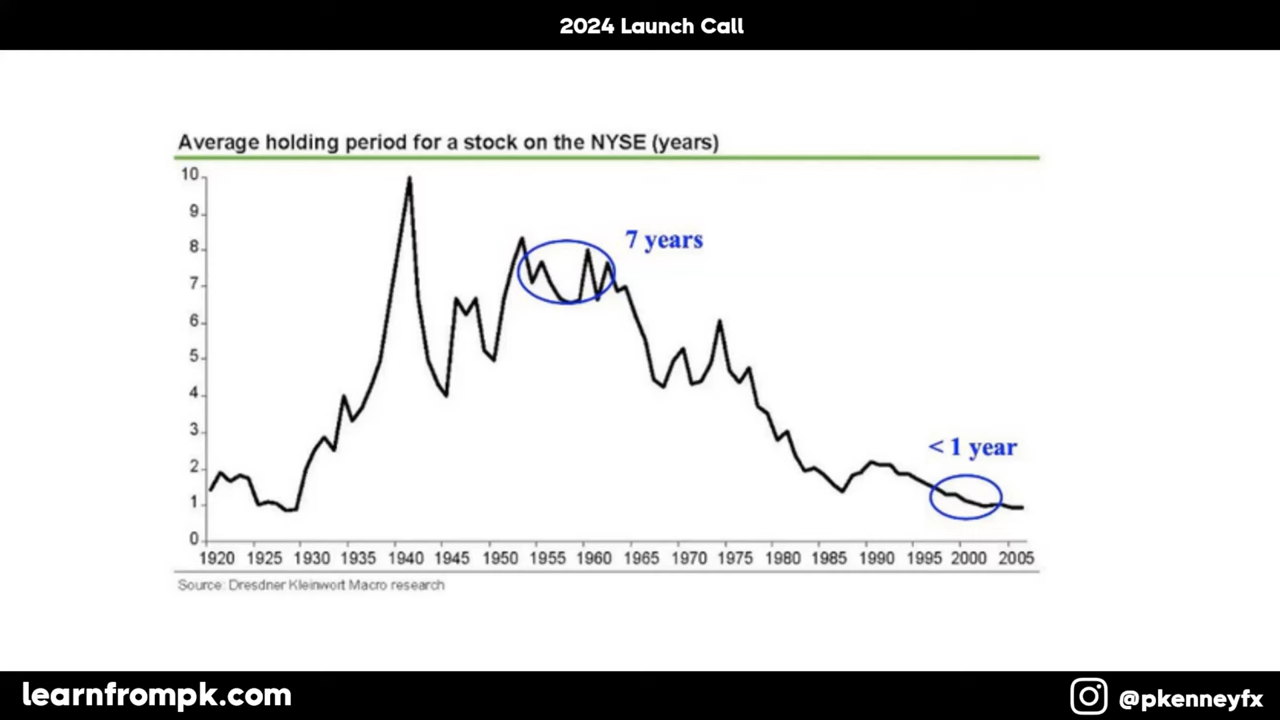 2024 Launch Call
Average holding period for a stock on the NYSE (years)
10
9
8
7
6
5
4
3
2
1
0
7 years
< 1 year
1920 1925 1930 1935 1940 1945 1950 1955 1960 1965 1970 1975 1980 1985 1990 1995 2000 2005
Source: Dresdner Kleinwort Macro research
learnfrompk.com
@pkenneyfx